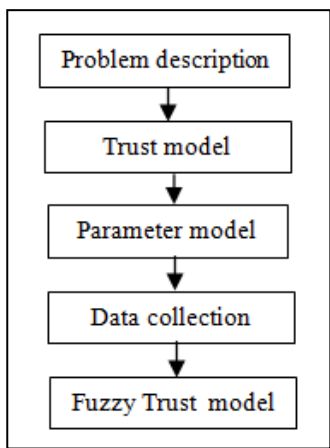 Problem description
Trust model
Parameter model
Data collection
Fuzzy Trust model